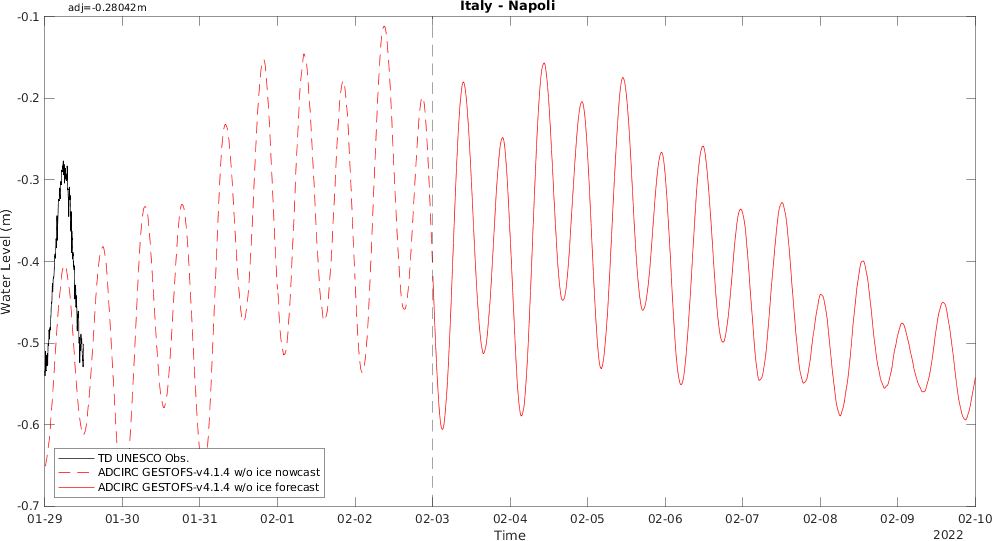 adj=-0.28042m
Italy - Napoli
-0.1
-0.2
-0.3
-0.4
-0.5
-0.6
-0.7
Water Level (m)
TD UNESCO Obs.
ADCIRC GESTOFS-v4.1.4 w/o ice nowcast
ADCIRC GESTOFS-v4.1.4 w/o ice forecast
01-29 01-30 01-31 02-01 02-02 02-03 02-04 02-05 02-06 02-07 02-08 02-09 02-10
Time
2022